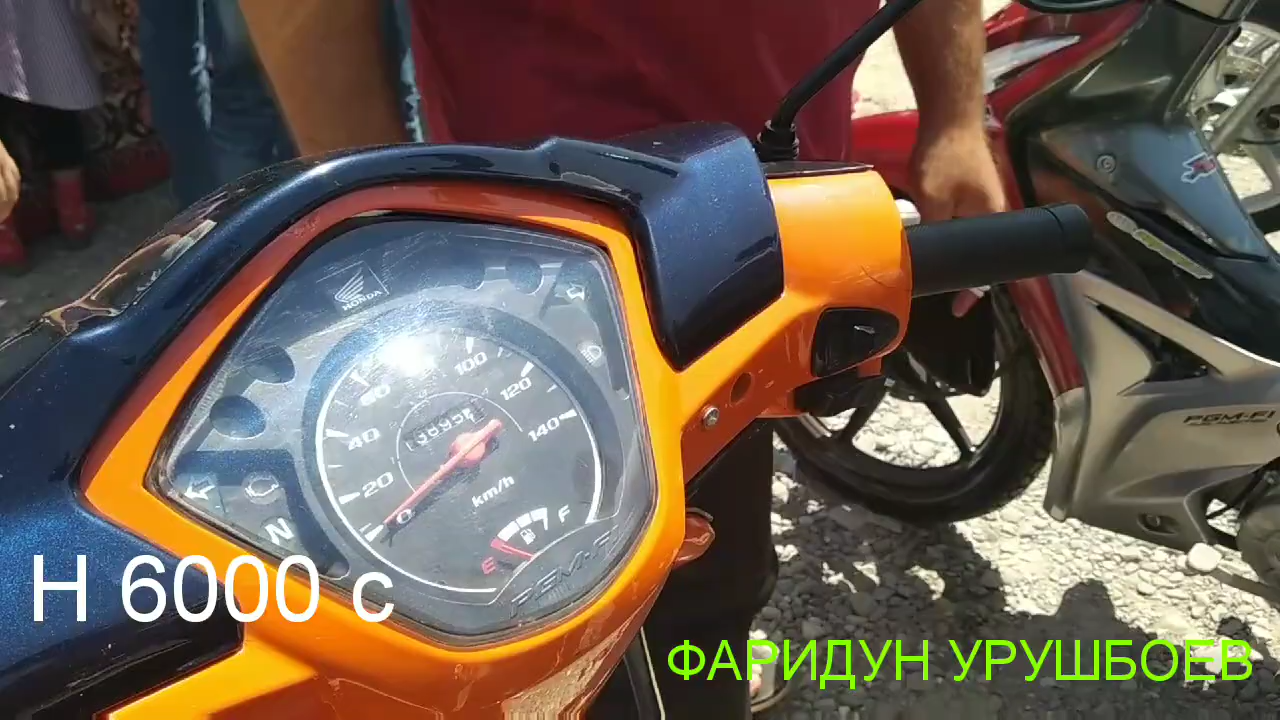 HONDA
60
100
120
40
140
20
0
km/h
N
E
F
PGM-FI
PGM-FI
Н 6000 с
ФАРИДУН УРУШБОЕВ